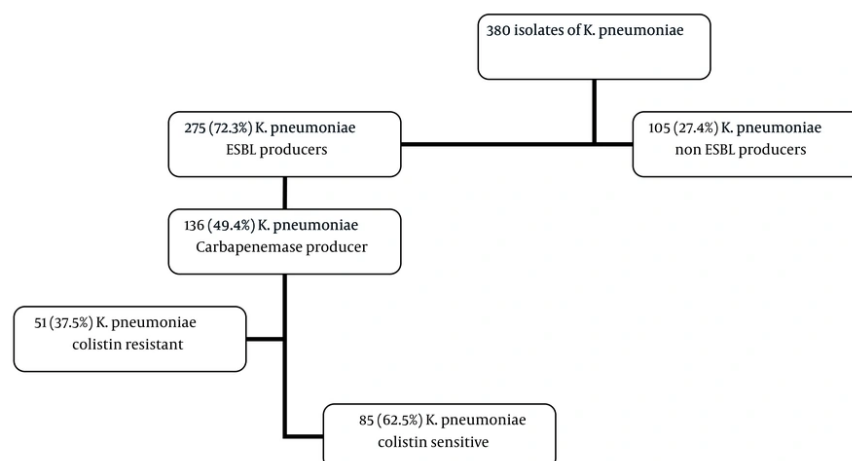 380 isolates of K. pneumoniae
275 (72.3%) K. pneumoniae
ESBL producers
105 (27.4%) K. pneumoniae
non ESBL producers
136 (49.4%) K. pneumoniae
Carbapenemase producer
51 (37.5%) K. pneumoniae
colistin resistant
85 (62.5%) K. pneumoniae
colistin sensitive